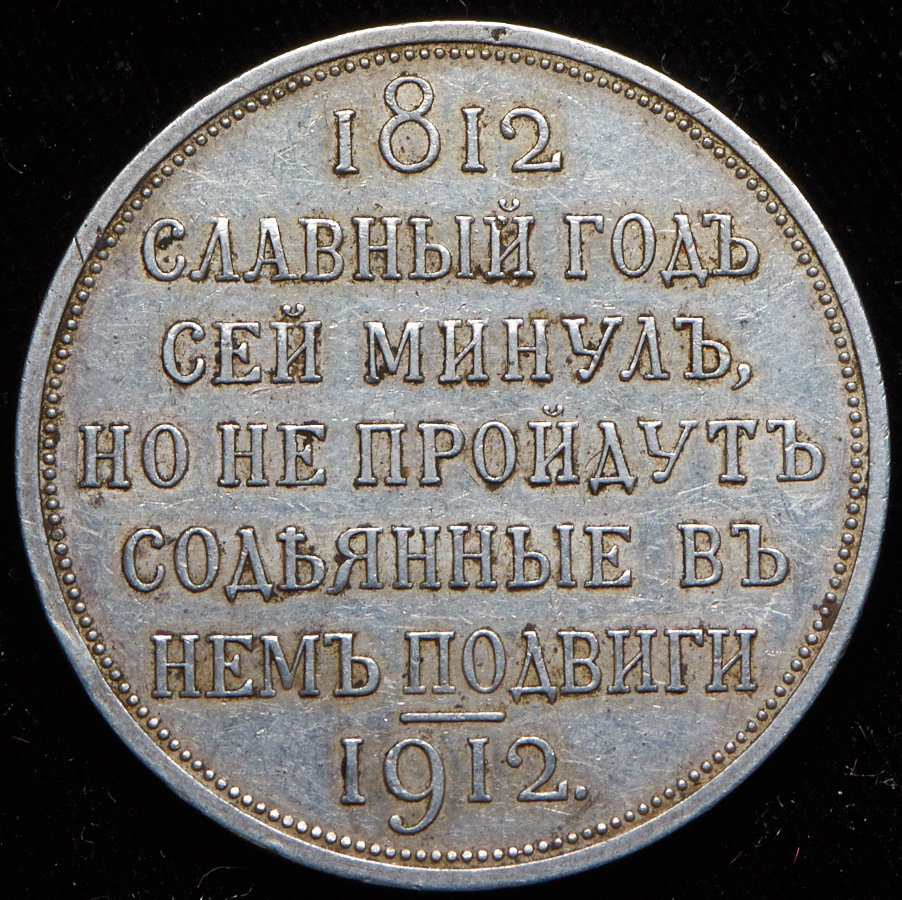 1812
СЛАВНЫЙ ГОДЪ
СЕЙ МИНУЛЪ,
НО НЕ ПРОЙДУТЪ
СОДѢЯННЫЕ ВЪ
НЕМЪ ПОДВИГИ
1912.